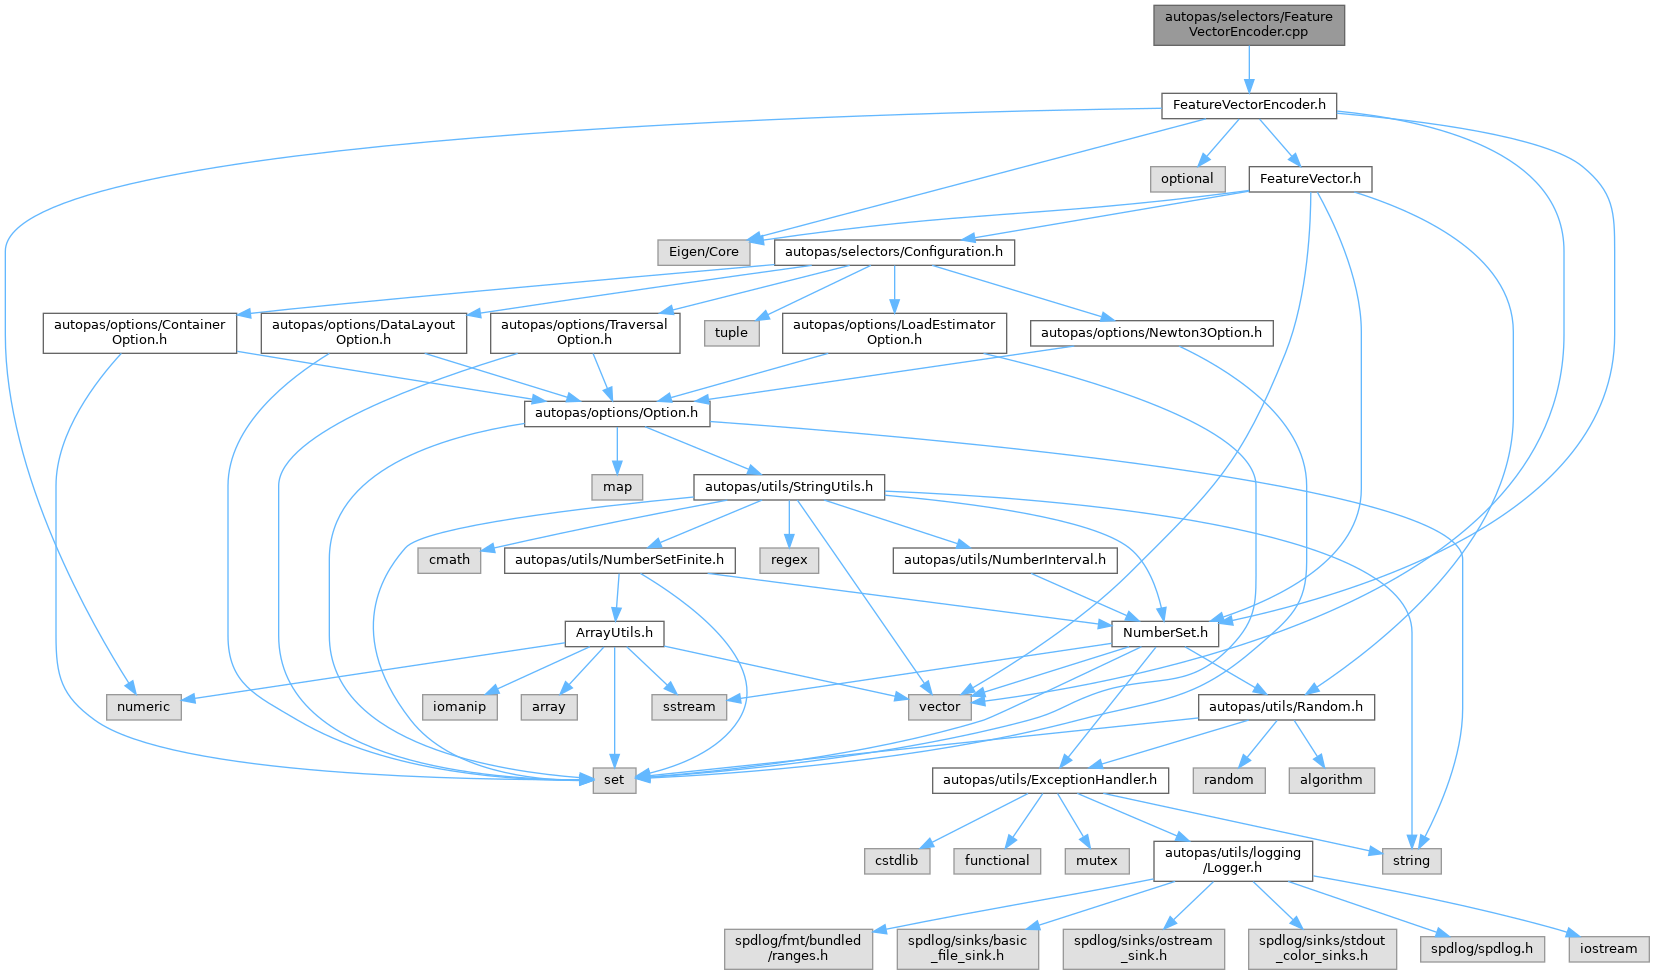 autopas/selectors/Feature
VectorEncoder.cpp
FeatureVectorEncoder.h
optional
FeatureVector.h
Eigen/Core
autopas/selectors/Configuration.h
autopas/options/Container
Option.h
autopas/options/DataLayout
Option.h
autopas/options/Traversal
Option.h
tuple
autopas/options/LoadEstimator
Option.h
autopas/options/Newton3Option.h
autopas/options/Option.h
map
autopas/utils/StringUtils.h
cmath
autopas/utils/NumberSetFinite.h
regex
autopas/utils/NumberInterval.h
ArrayUtils.h
NumberSet.h
numeric
iomanip
array
sstream
vector
autopas/utils/Random.h
set
autopas/utils/ExceptionHandler.h
random
algorithm
cstdlib
functional
mutex
autopas/utils/logging
/Logger.h
string
spdlog/fmt/bundled
/ranges.h
spdlog/sinks/basic
_file_sink.h
spdlog/sinks/ostream
_sink.h
spdlog/sinks/stdout
_color_sinks.h
spdlog/spdlog.h
iostream